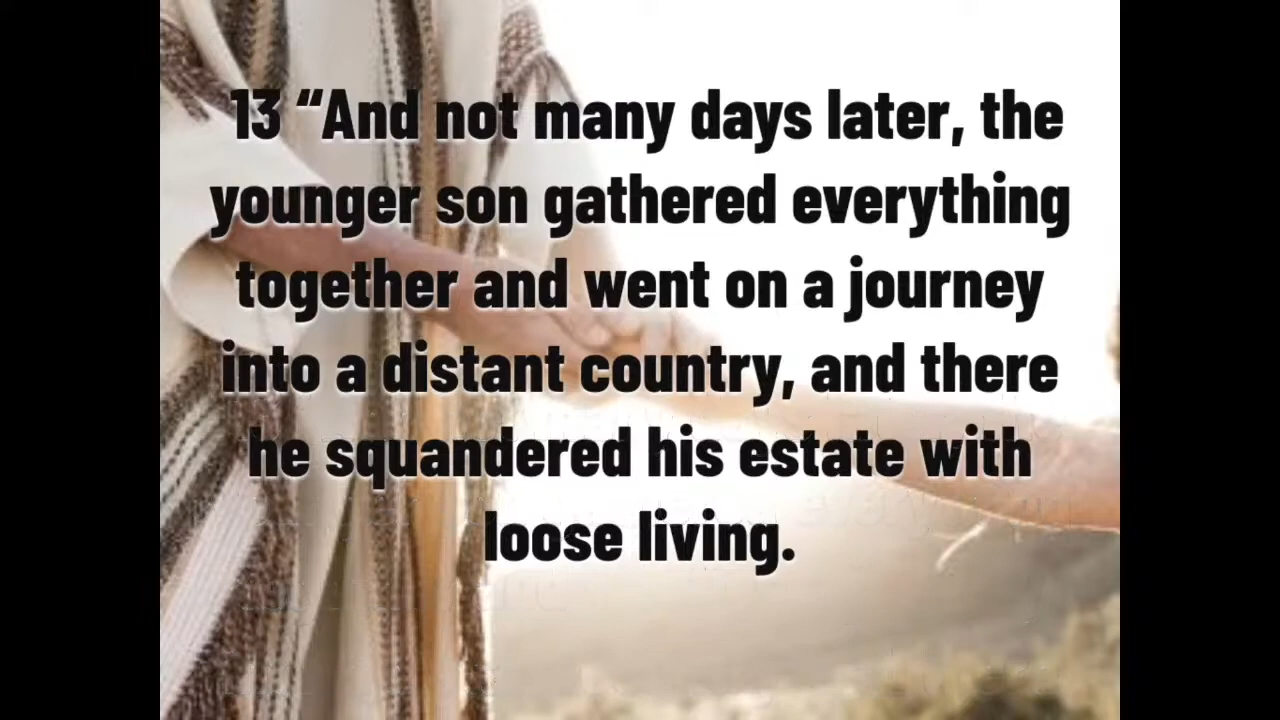 13 “And not many days later, the
younger son gathered everything
together and went on a journey
into a distant country, and there
he squandered his estate with
loose living.